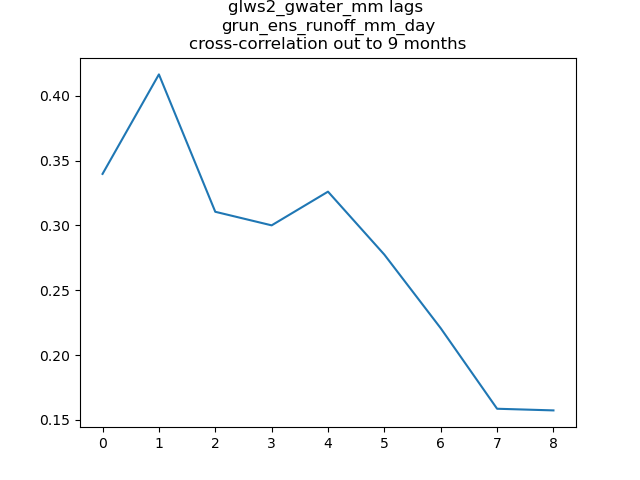 glws2_gwater_mm lags
grun_ens_runoff_mm_day
cross-correlation out to 9 months
0.40
0.35
0.30
0.25
0.20
0.15
0 1 2 3 4 5 6 7 8